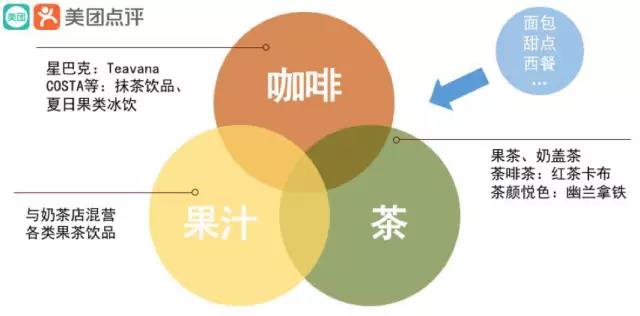 美团
美团点评
星巴克：Teavana
COSTA等：抹茶饮品、
夏日果类冰饮
咖啡
面包
甜点
西餐
...
果茶、奶盖茶
茶啡茶：红茶卡布
茶颜悦色：幽兰拿铁
与奶茶店混营
各类果茶饮品
果汁
茶